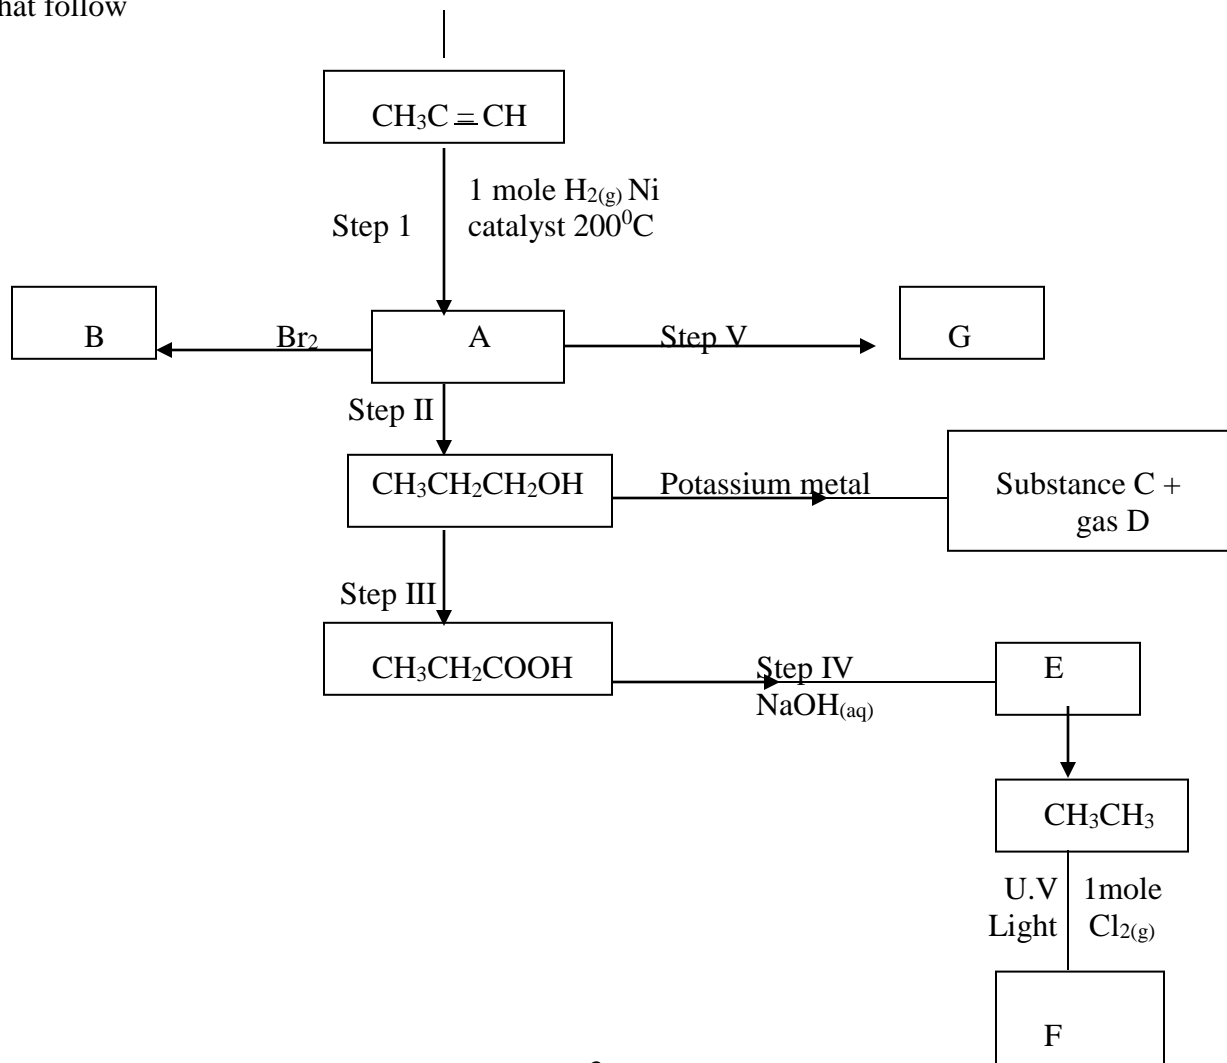 hat follow
CH₃C ≡ CH
1 mole H₂(g) Ni
Step 1 catalyst 200⁰C
B Br₂ A Step V G
Step II
CH₃CH₂CH₂OH Potassium metal Substance C +
gas D
Step III
CH₃CH₂COOH Step IV E
NaOH(aq)
CH₃CH₃
U.V 1mole
Light Cl₂(g)
F